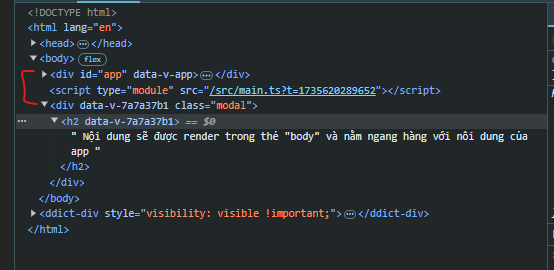 <!DOCTYPE html>
<html lang="en">
<head> </head>
<body> flex
<div id="app" data-v-app> </div>
<script type="module" src="/src/main.ts?t=1735620289652"></script>
<div data-v-7a7a37b1 class="modal">
<h2 data-v-7a7a37b1> == $0
" Nội dung sẽ được render trong thẻ "body" và nằm ngang hàng với nôi dung của
app "
</h2>
</div>
</body>
<ddict-div style="visibility: visible !important;"> </ddict-div>
</html>